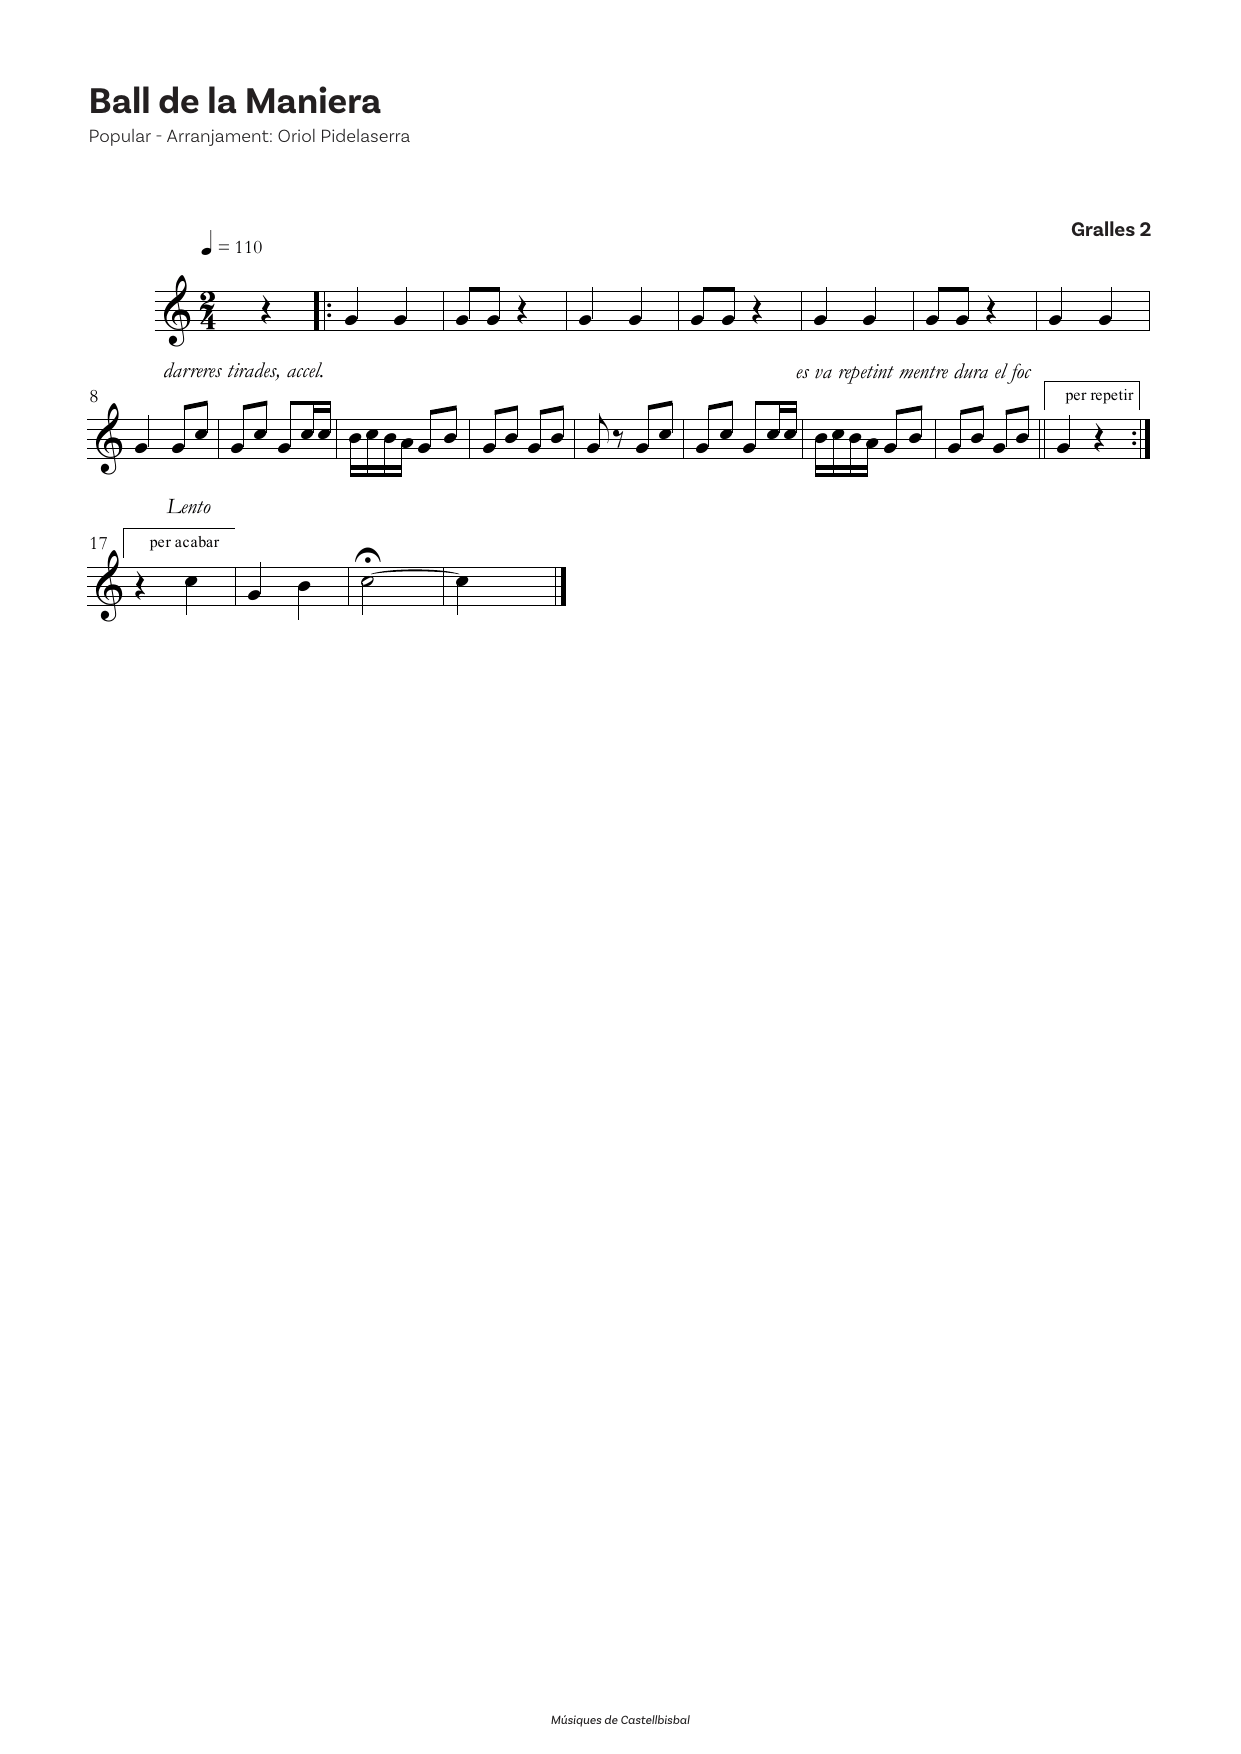 Ball de la Maniera
Popular - Arranjament: Oriol Pidelaserra
Gralles 2
= 110
2
4
darreres tirades, accel.
es va repetint mentre dura el foc
8
per repetir
Lento
17
per acabar
Músiques de Castellbisbal